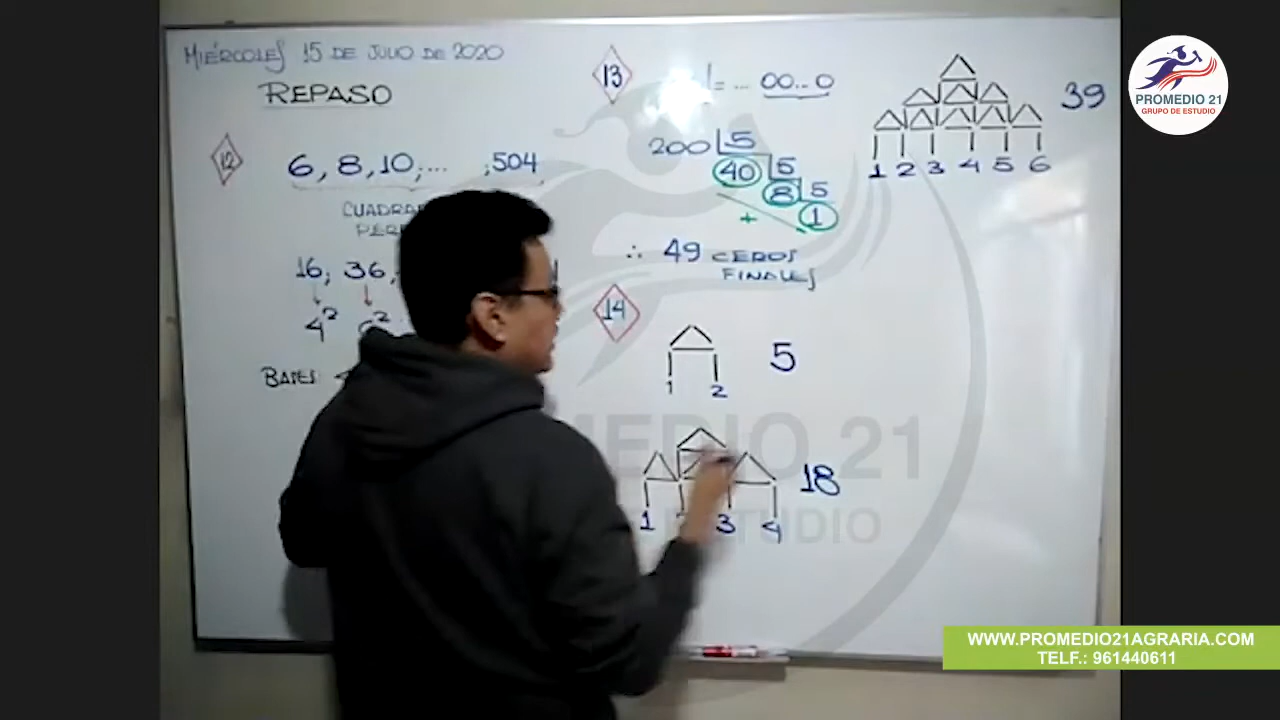 MIÉRCOLES 15 DE JULIO DE 2020
REPASO
12
6, 8, 10, ... ; 504
16; 36,
4² 6²
BASES
13
!= ... 00...0
200 5
40 5
8 5
+ 1
∴ 49 CEROS
FINALES
14
5
1 2
18
1 3 4
39
1 2 3 4 5 6
PROMEDIO 21
GRUPO DE ESTUDIO
WWW.PROMEDIO21AGRARIA.COM
TELF.: 961440611